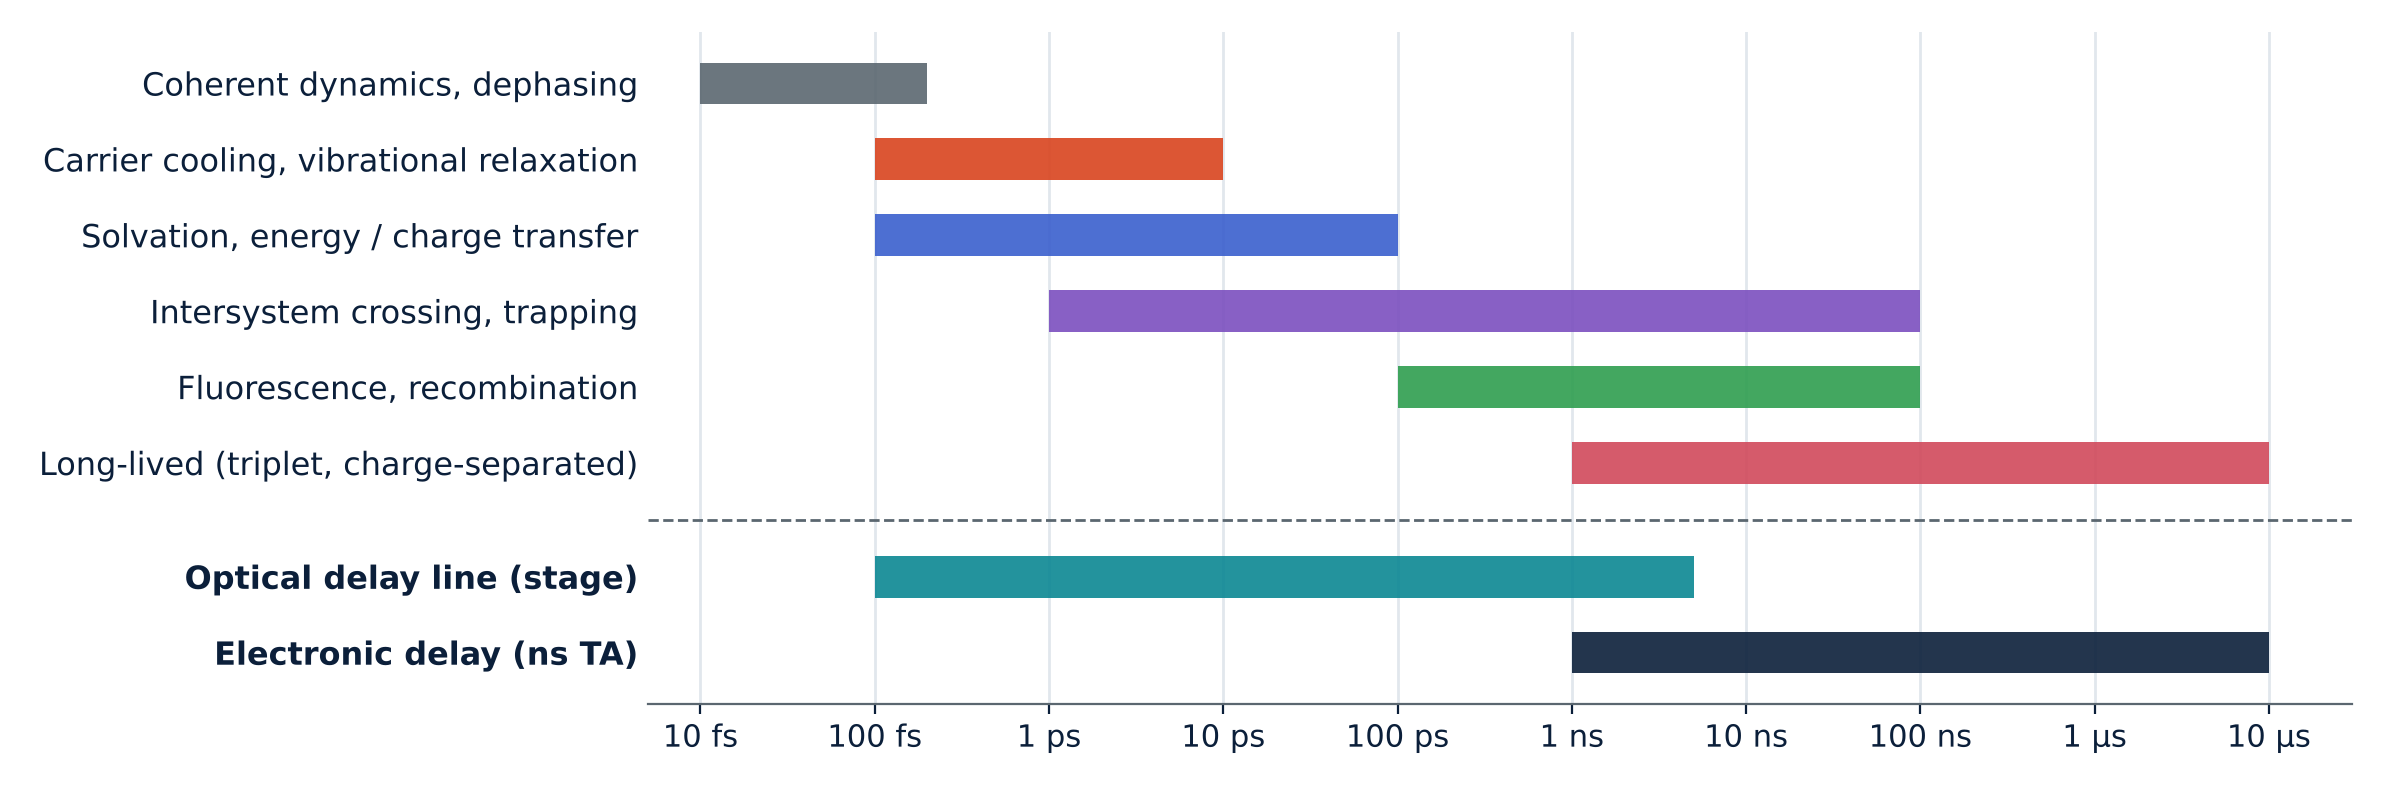 Coherent dynamics, dephasing
Carrier cooling, vibrational relaxation
Solvation, energy / charge transfer
Intersystem crossing, trapping
Fluorescence, recombination
Long-lived (triplet, charge-separated)
Optical delay line (stage)
Electronic delay (ns TA)
10 fs 100 fs 1 ps 10 ps 100 ps 1 ns 10 ns 100 ns 1 µs 10 µs